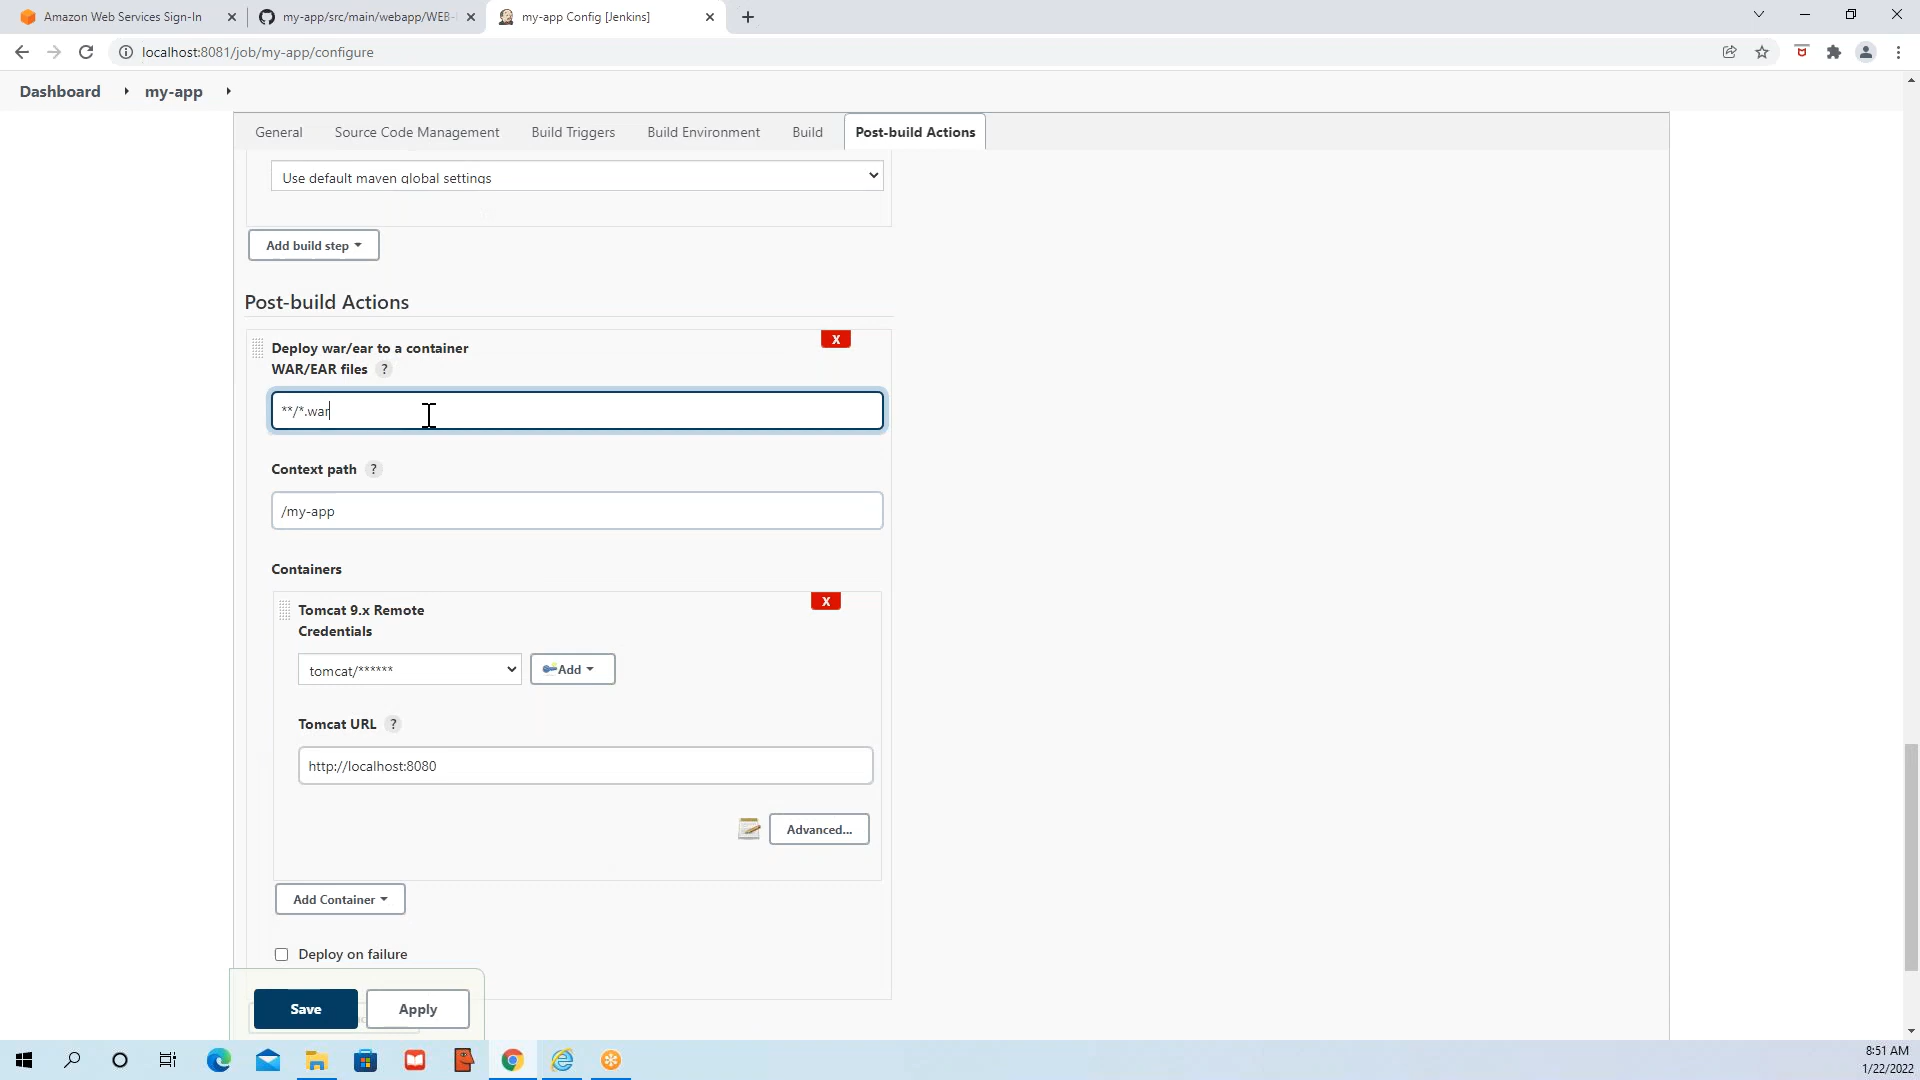 Amazon Web Services Sign-In
my-app/src/main/webapp/WEB-
my-app Config [Jenkins]
localhost:8081/job/my-app/configure
Dashboard
my-app
General
Source Code Management
Build Triggers
Build Environment
Build
Post-build Actions
Use default maven global settings
Add build step
Post-build Actions
X
Deploy war/ear to a container
WAR/EAR files ?
**/*.war
Context path ?
/my-app
Containers
X
Tomcat 9.x Remote
Credentials
tomcat/******
Add
Tomcat URL ?
http://localhost:8080
Advanced...
Add Container
Deploy on failure
Save
Apply
8:51 AM
1/22/2022